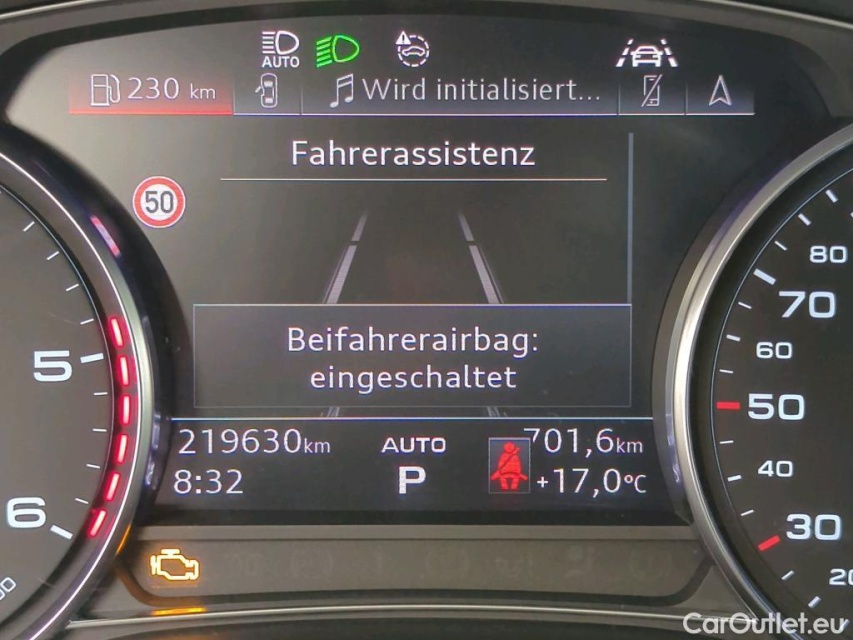 AUTO
230 km
Wird initialisiert...
Fahrerassistenz
50
Beifahrerairbag:
eingeschaltet
219630km
AUTO
701,6km
8:32
P
+17,0°C
5
6
80
70
60
50
40
30
20
CarOutlet.eu